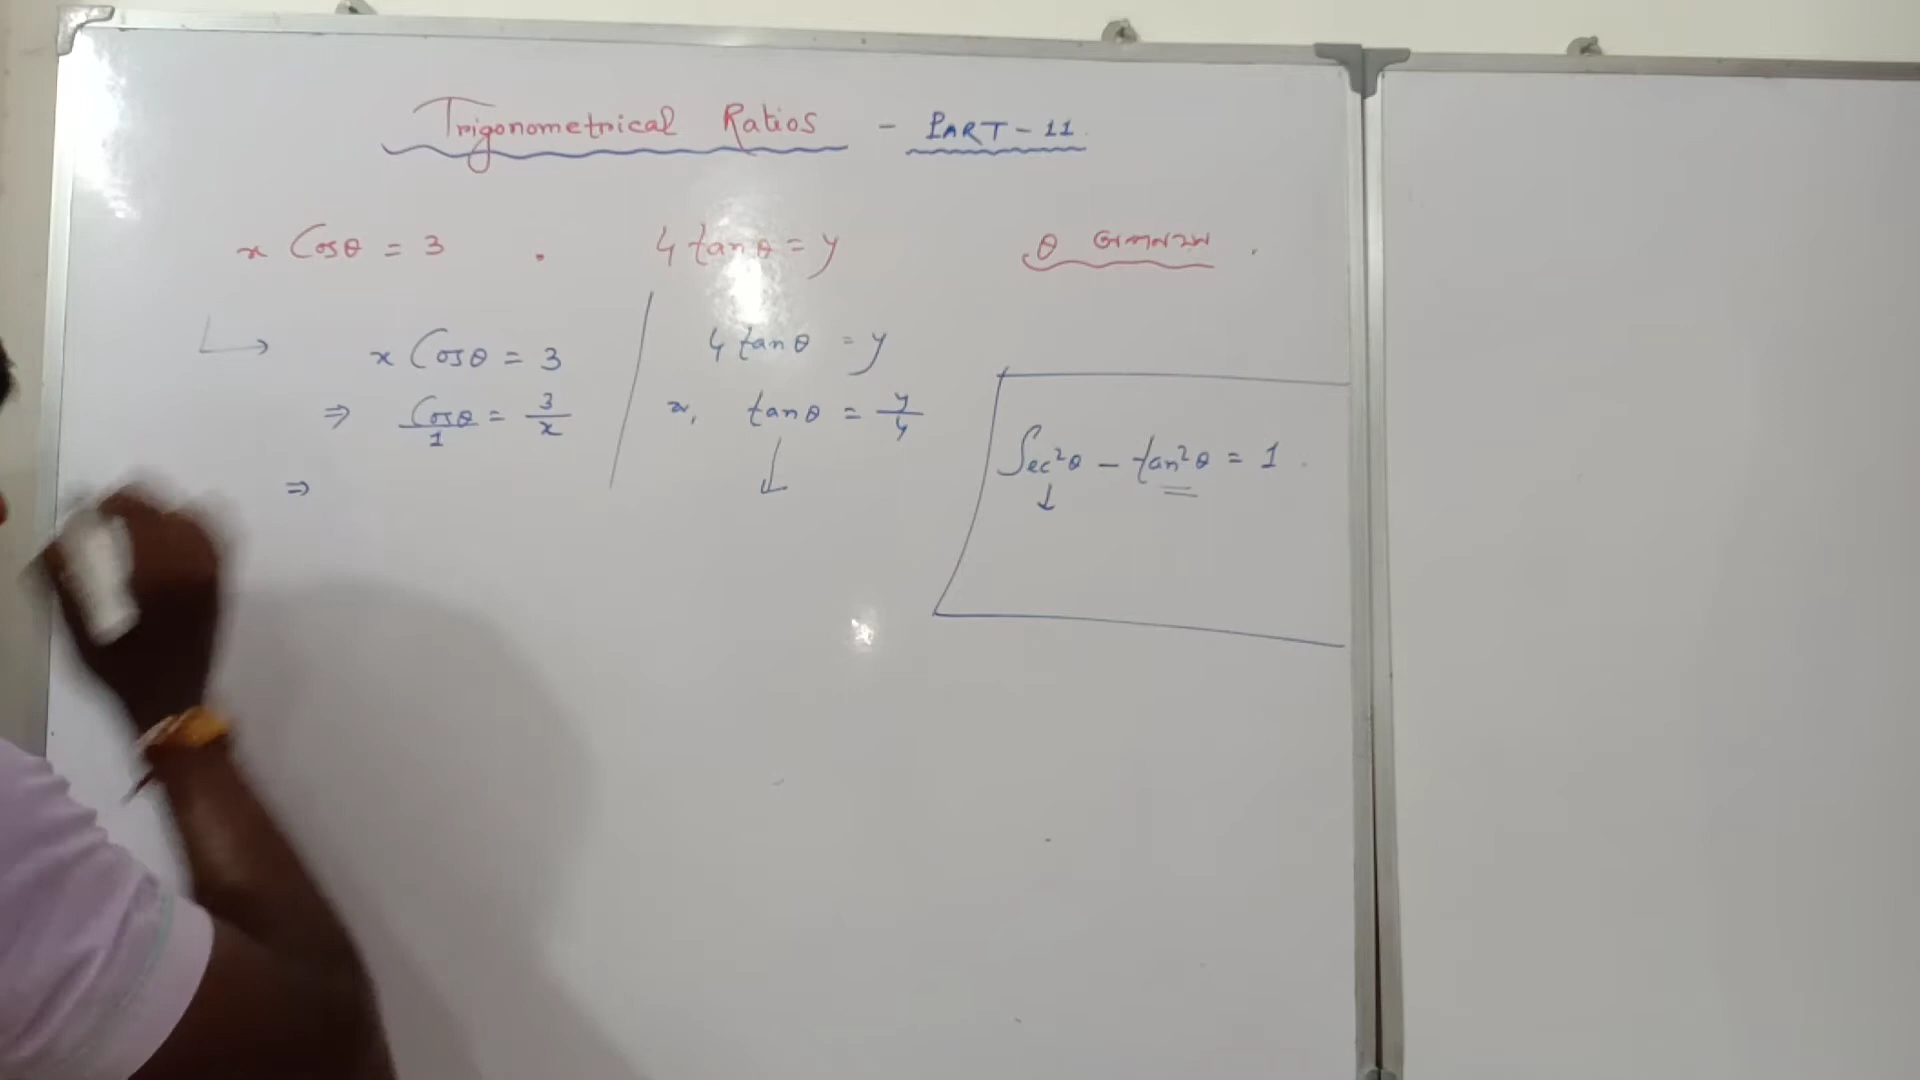 Trigonometrical Ratios - PART-11.
x Cosθ = 3 . 4 tanθ = y θ অপনয়ন .
x Cosθ = 3
4 tanθ = y
⇒ Cosθ/1 = 3/x
বা, tanθ = y/4
Sec²θ - tan²θ = 1 .
⇒